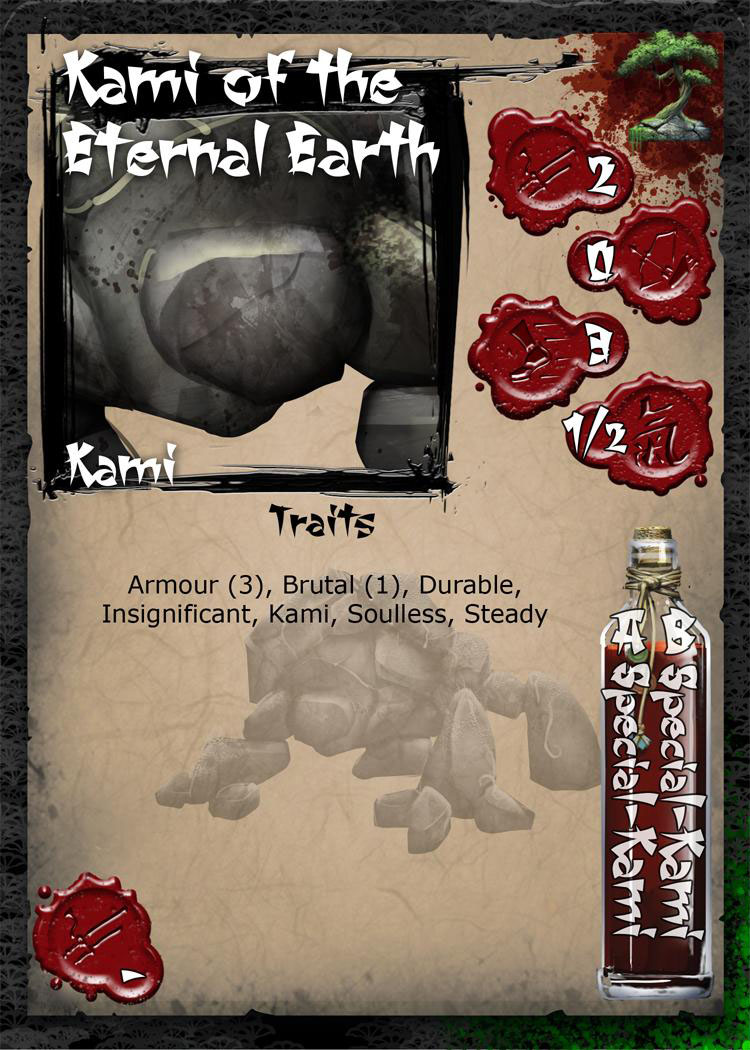 Kami of the
Eternal Earth
2
0
3
1/2
氣
Kami
Traits
Armour (3), Brutal (1), Durable,
Insignificant, Kami, Soulless, Steady
A Special-Kami
B Special-Kami
-